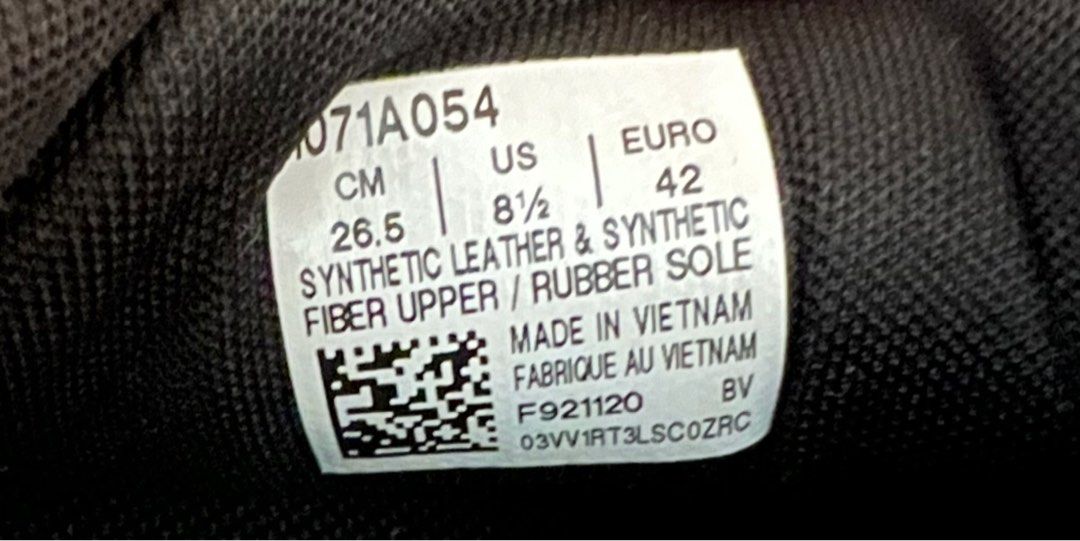 1071A054
CM | US | EURO
26.5 | 8½ | 42
SYNTHETIC LEATHER & SYNTHETIC
FIBER UPPER / RUBBER SOLE
MADE IN VIETNAM
FABRIQUE AU VIETNAM
F921120 BV
03VV1RT3LSC0ZRC